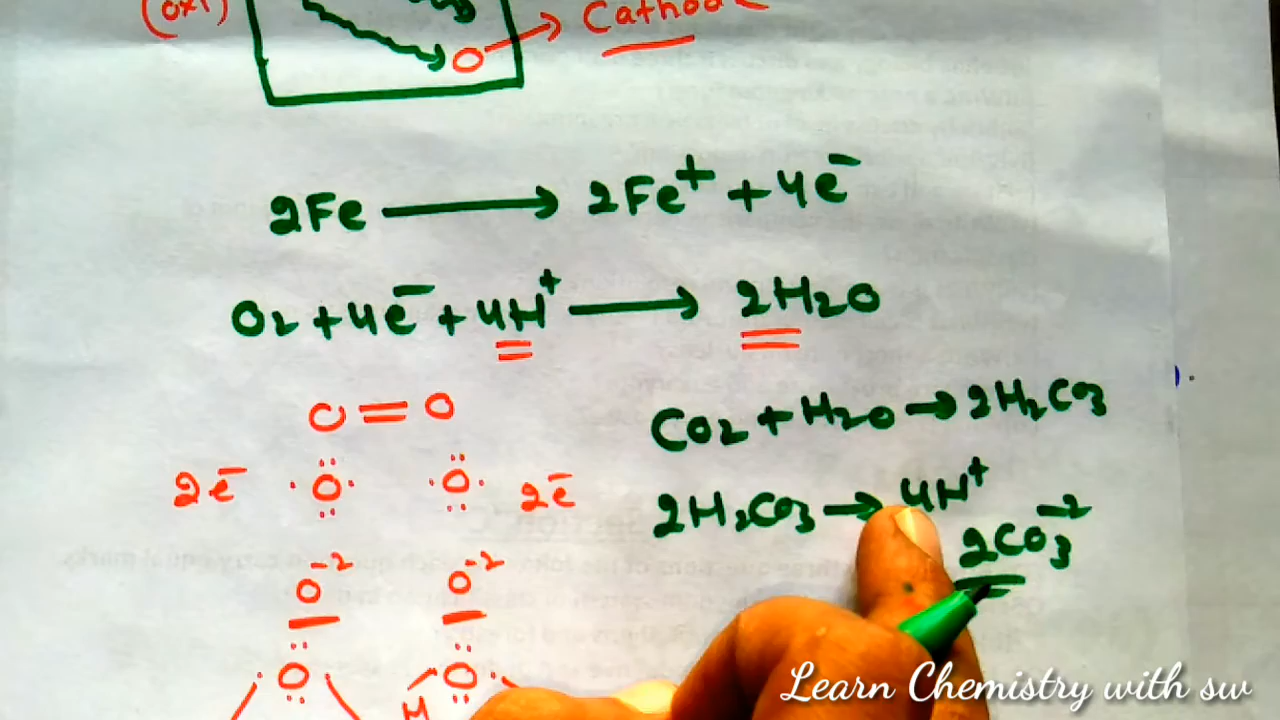 (oxi)
Cathode
O
2Fe ⟶ 2Fe⁺ + 4e⁻
O₂ + 4e⁻ + 4H⁺ ⟶ 2H₂O
O=O
CO₂ + H₂O → 2H₂CO₃
2e⁻ O O 2e⁻
2H₂CO₃ → 4H⁺
2CO₃⁻²
O⁻² O⁻²
O O
H
Learn Chemistry with sw